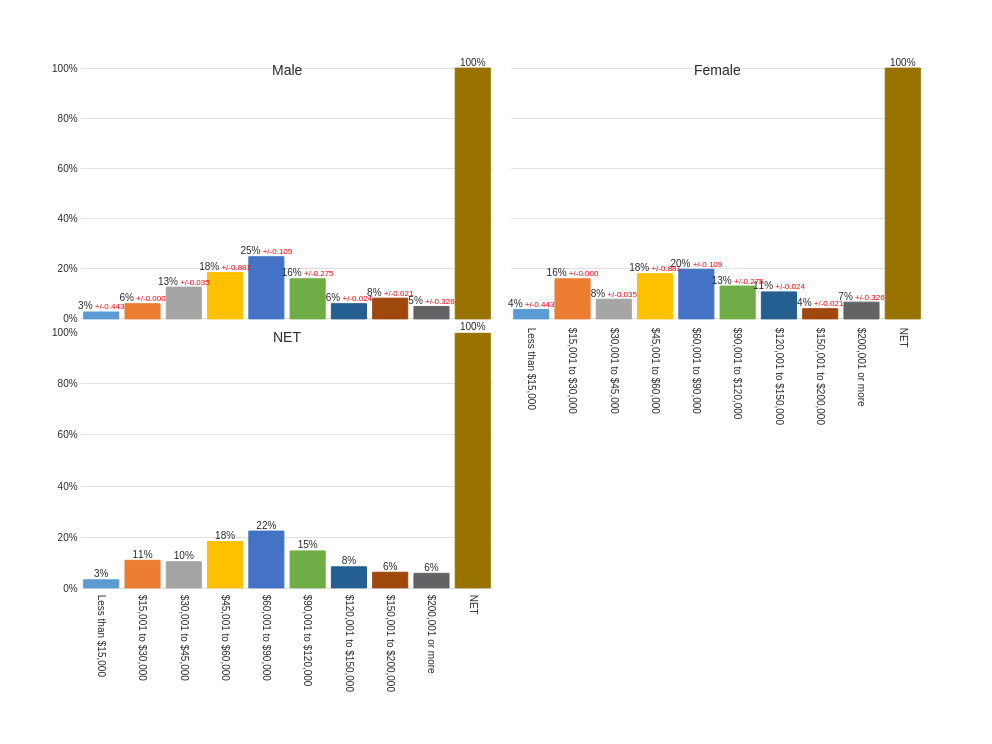 Male
100%
80%
60%
40%
20%
0%
3% +/-0.443
6% +/-0.000
13% +/-0.035
18% +/-0.881
25% +/-0.109
16% +/-0.275
6% +/-0.024
8% +/-0.021
5% +/-0.326
100%
Female
4% +/-0.443
16% +/-0.000
8% +/-0.035
18% +/-0.881
20% +/-0.109
13% +/-0.275
11% +/-0.024
4% +/-0.021
7% +/-0.326
100%
Less than $15,000
$15,001 to $30,000
$30,001 to $45,000
$45,001 to $60,000
$60,001 to $90,000
$90,001 to $120,000
$120,001 to $150,000
$150,001 to $200,000
$200,001 or more
NET
NET
100%
80%
60%
40%
20%
0%
3%
11%
10%
18%
22%
15%
8%
6%
6%
100%
Less than $15,000
$15,001 to $30,000
$30,001 to $45,000
$45,001 to $60,000
$60,001 to $90,000
$90,001 to $120,000
$120,001 to $150,000
$150,001 to $200,000
$200,001 or more
NET